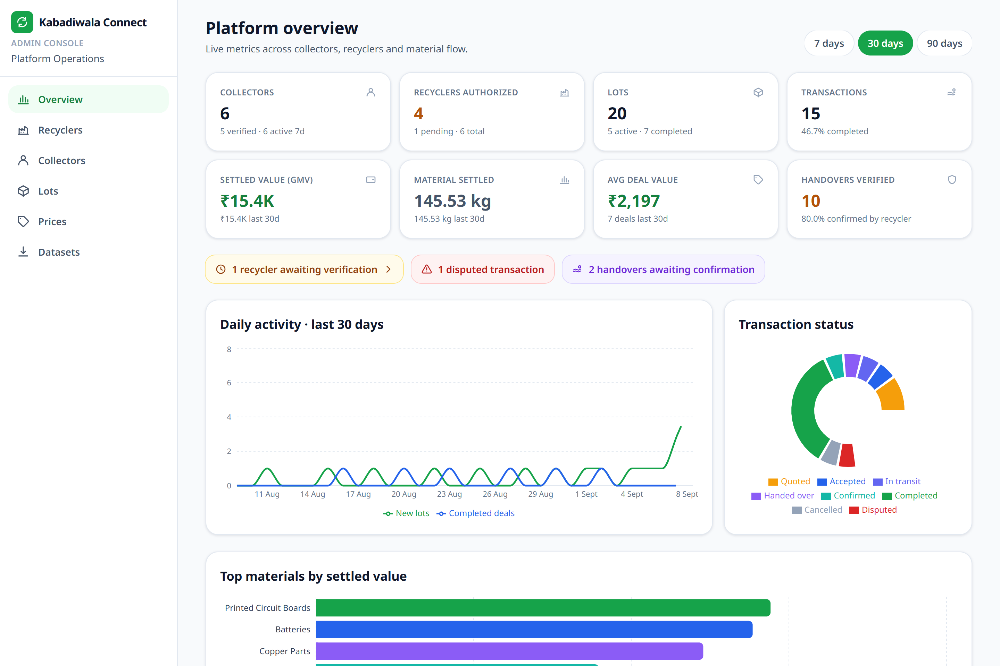 Kabadiwala Connect
ADMIN CONSOLE
Platform Operations
Overview
Recyclers
Collectors
Lots
Prices
Datasets
Platform overview
Live metrics across collectors, recyclers and material flow.
7 days
30 days
90 days
COLLECTORS
6
5 verified · 6 active 7d
RECYCLERS AUTHORIZED
4
1 pending · 6 total
LOTS
20
5 active · 7 completed
TRANSACTIONS
15
46.7% completed
SETTLED VALUE (GMV)
₹15.4K
₹15.4K last 30d
MATERIAL SETTLED
145.53 kg
145.53 kg last 30d
AVG DEAL VALUE
₹2,197
7 deals last 30d
HANDOVERS VERIFIED
10
80.0% confirmed by recycler
1 recycler awaiting verification
1 disputed transaction
2 handovers awaiting confirmation
Daily activity · last 30 days
8
6
4
2
0
11 Aug 14 Aug 17 Aug 20 Aug 23 Aug 26 Aug 29 Aug 1 Sept 4 Sept 8 Sept
New lots Completed deals
Transaction status
Quoted Accepted In transit
Handed over Confirmed Completed
Cancelled Disputed
Top materials by settled value
Printed Circuit Boards
Batteries
Copper Parts